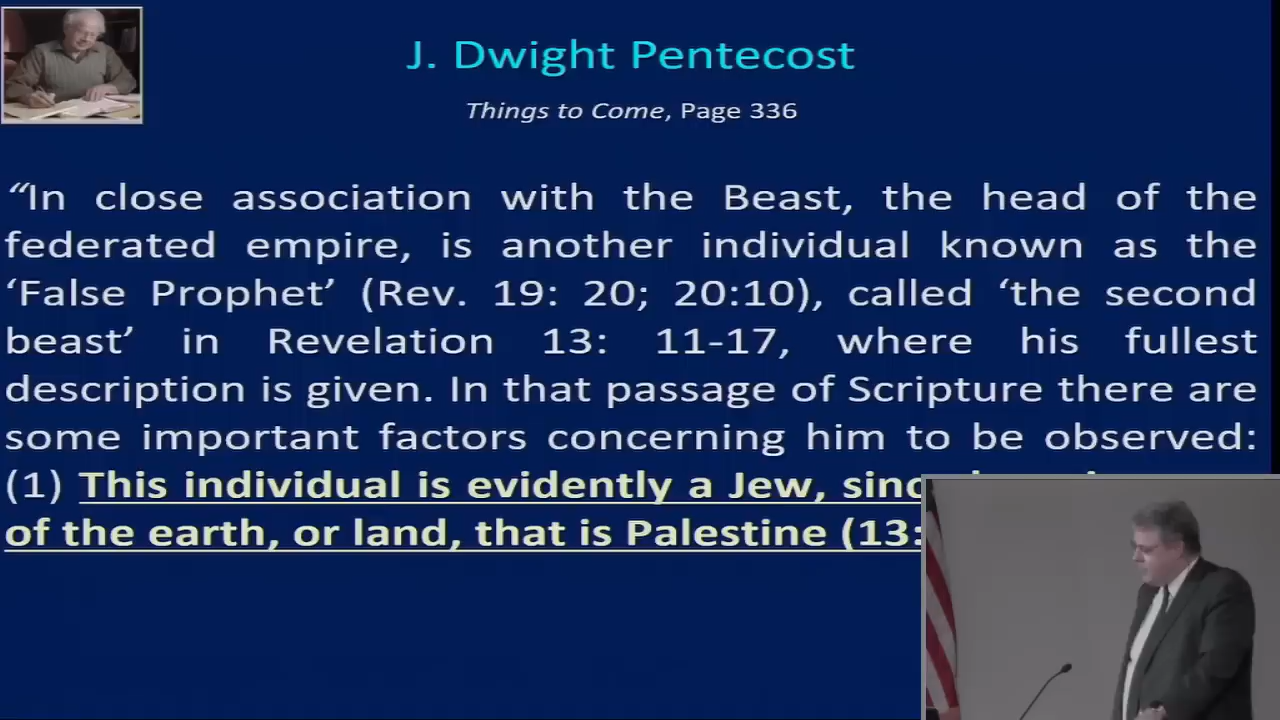 J. Dwight Pentecost
Things to Come, Page 336
“In close association with the Beast, the head of the
federated empire, is another individual known as the
‘False Prophet’ (Rev. 19: 20; 20:10), called ‘the second
beast’ in Revelation 13: 11-17, where his fullest
description is given. In that passage of Scripture there are
some important factors concerning him to be observed:
(1) This individual is evidently a Jew,
of the earth, or land, that is Palestine (13: